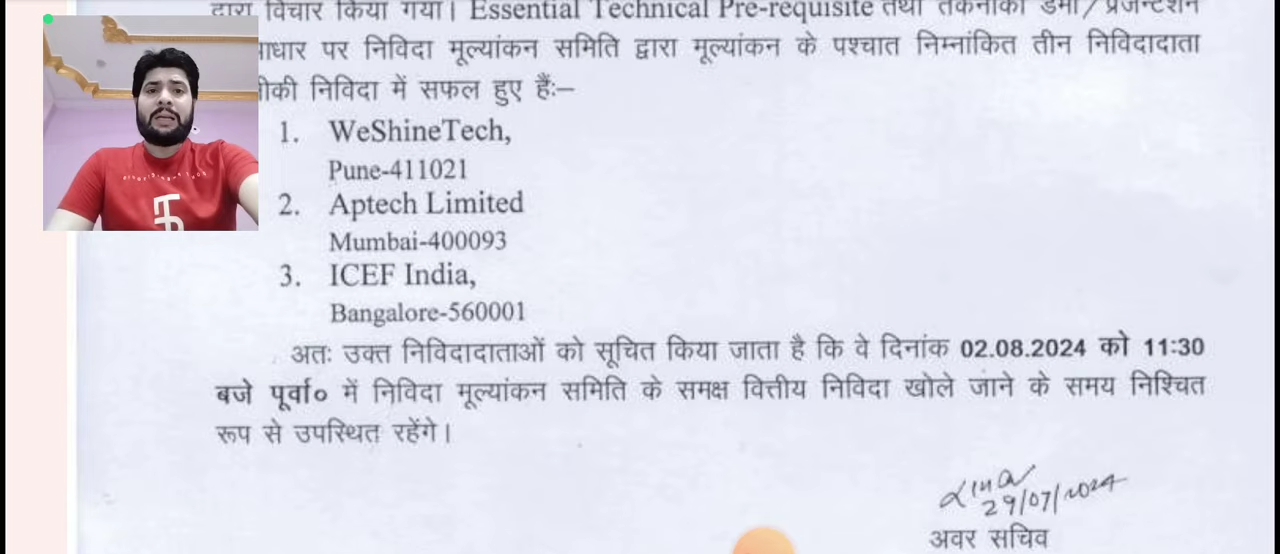 द्वारा विचार किया गया। Essential Technical Pre-requisite तथा तकनीकी डेमो/प्रेजन्टेशन
पर निविदा मूल्यांकन समिति द्वारा मूल्यांकन के पश्चात निम्नांकित तीन निविदादाता
निविदा में सफल हुए हैं:–
1. WeShineTech,
Pune-411021
2. Aptech Limited
Mumbai-400093
3. ICEF India,
Bangalore-560001
अतः उक्त निविदादाताओं को सूचित किया जाता है कि वे दिनांक 02.08.2024 को 11:30
बजे पूर्वा० में निविदा मूल्यांकन समिति के समक्ष वित्तीय निविदा खोले जाने के समय निश्चित
रूप से उपस्थित रहेंगे।
29/07/2024
अवर सचिव